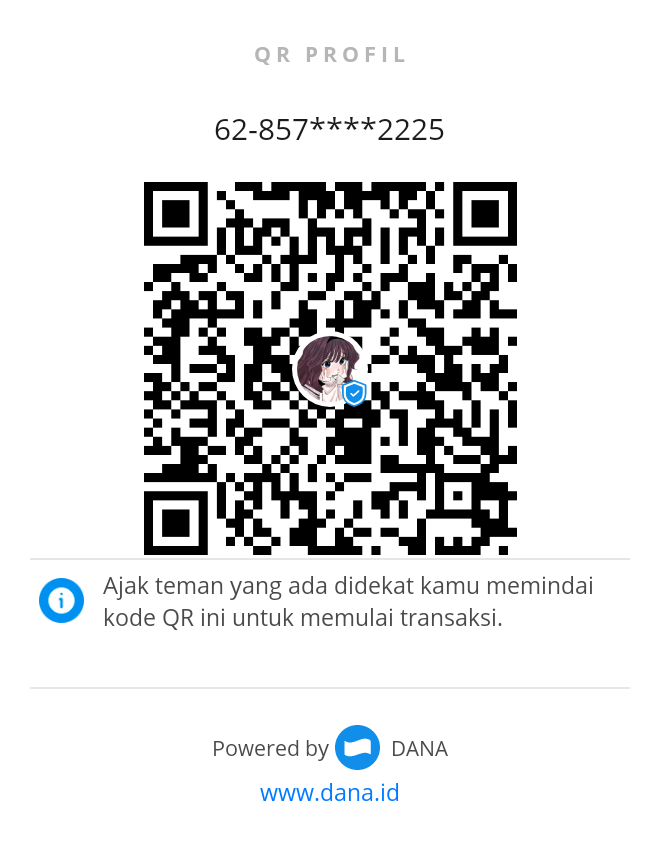 QR PROFIL
62-857****2225
Ajak teman yang ada didekat kamu memindai
kode QR ini untuk memulai transaksi.
Powered by DANA
www.dana.id